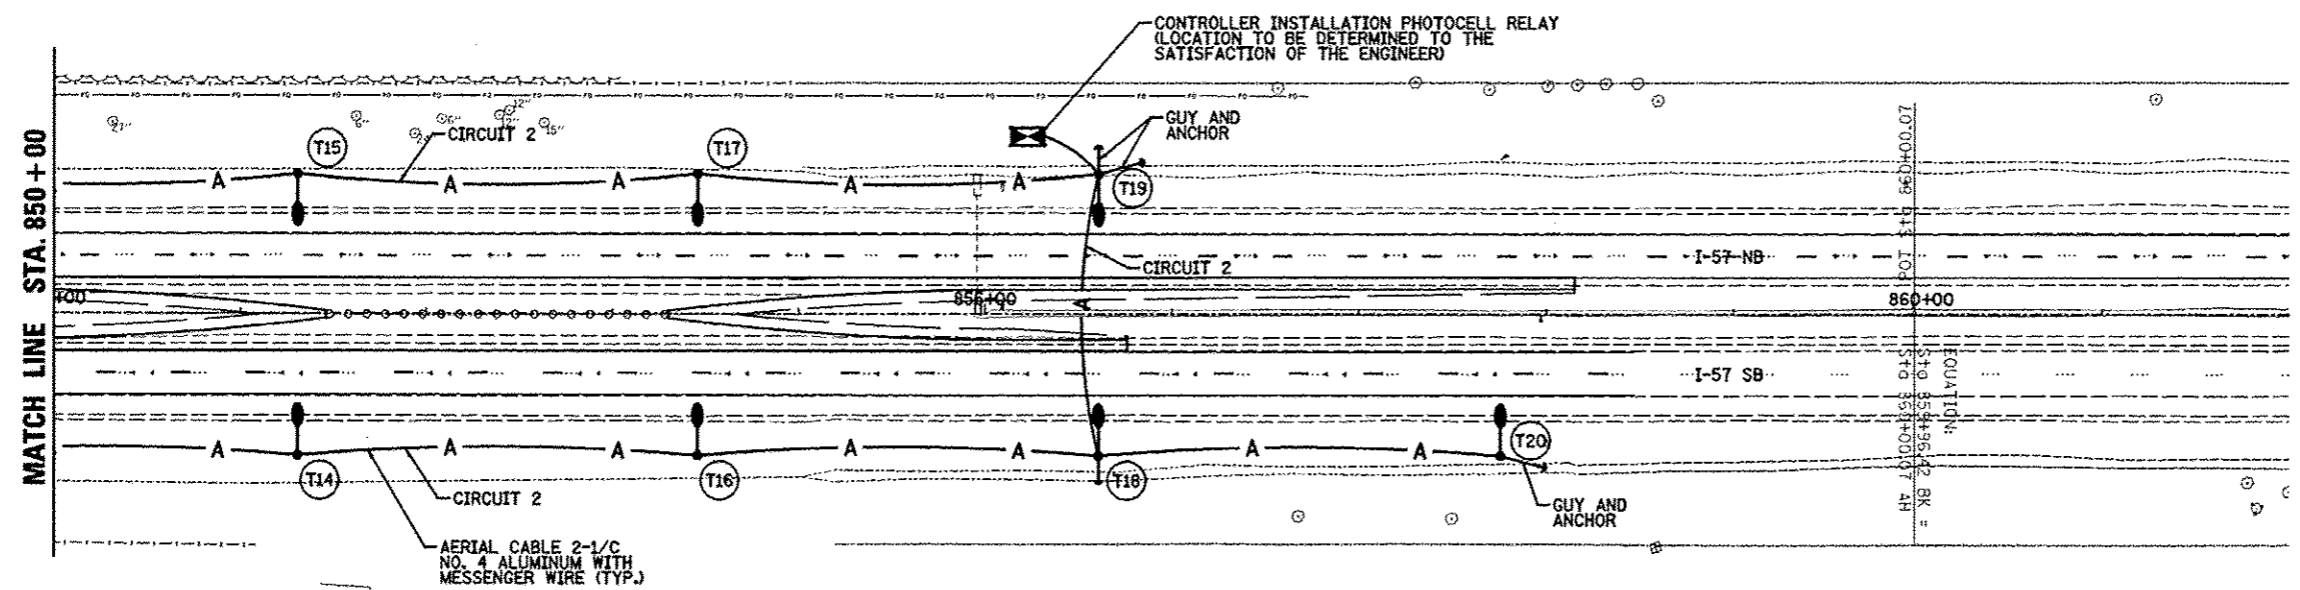 CONTROLLER INSTALLATION PHOTOCELL RELAY
(LOCATION TO BE DETERMINED TO THE
SATISFACTION OF THE ENGINEER)
GUY AND
ANCHOR
CIRCUIT 2
T15
T17
T19
A A A A A
12"
6"
15"
MATCH LINE STA. 850+00
I-57 NB
CIRCUIT 2
+00
860+00
A
I-57 SB
EQUATION:
A A A A A A A
T14
T16
T18
T20
CIRCUIT 2
GUY AND
ANCHOR
AERIAL CABLE 2-1/C
NO. 4 ALUMINUM WITH
MESSENGER WIRE (TYP.)